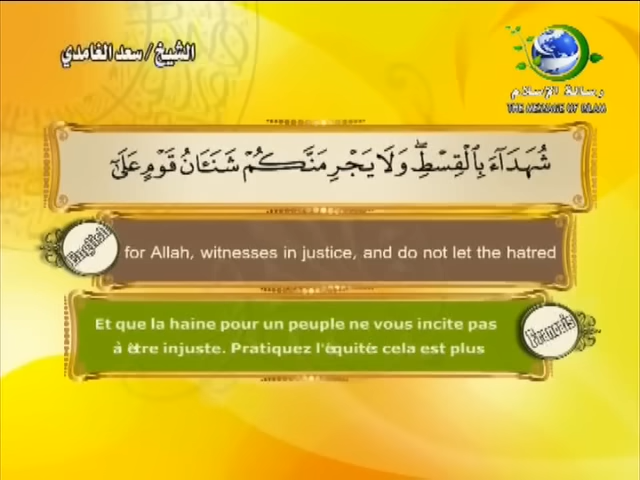 الشيخ / سعد الغامدي
رسالة الإسلام
THE MESSAGE OF ISLAM
شُهَدَآءَ بِٱلْقِسْطِ ۖ وَلَا يَجْرِمَنَّكُمْ شَنَـَٔانُ قَوْمٍ عَلَىٰٓ
English
for Allah, witnesses in justice, and do not let the hatred
Et que la haine pour un peuple ne vous incite pas
à être injuste. Pratiquez l'équité: cela est plus
Français